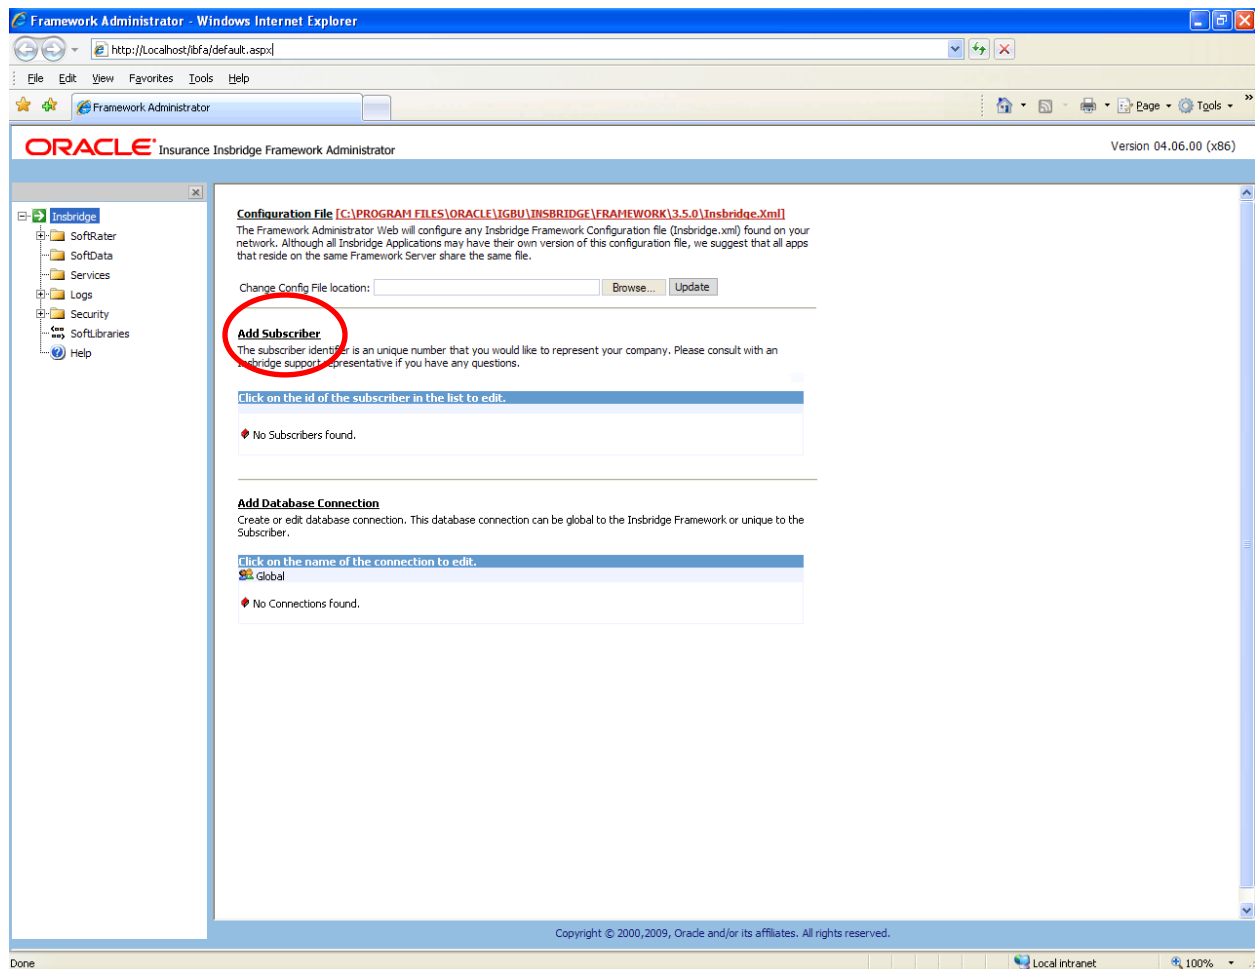 Framework Administrator - Windows Internet Explorer
http://Localhost/ibfa/default.aspx
File Edit View Favorites Tools Help
Framework Administrator
Page Tools
ORACLE Insurance Insbridge Framework Administrator
Version 04.06.00 (x86)
Insbridge
SoftRater
SoftData
Services
Logs
Security
SoftLibraries
Help
Configuration File [C:\PROGRAM FILES\ORACLE\IGBU\INSBRIDGE\FRAMEWORK\3.5.0\Insbridge.Xml]
The Framework Administrator Web will configure any Insbridge Framework Configuration file (Insbridge.xml) found on your
network. Although all Insbridge Applications may have their own version of this configuration file, we suggest that all apps
that reside on the same Framework Server share the same file.
Change Config File location: Browse... Update
Add Subscriber
The subscriber identifier is an unique number that you would like to represent your company. Please consult with an
Insbridge support representative if you have any questions.
Click on the id of the subscriber in the list to edit.
No Subscribers found.
Add Database Connection
Create or edit database connection. This database connection can be global to the Insbridge Framework or unique to the
Subscriber.
Click on the name of the connection to edit.
Global
No Connections found.
Copyright © 2000,2009, Oracle and/or its affiliates. All rights reserved.
Done
Local intranet
100%